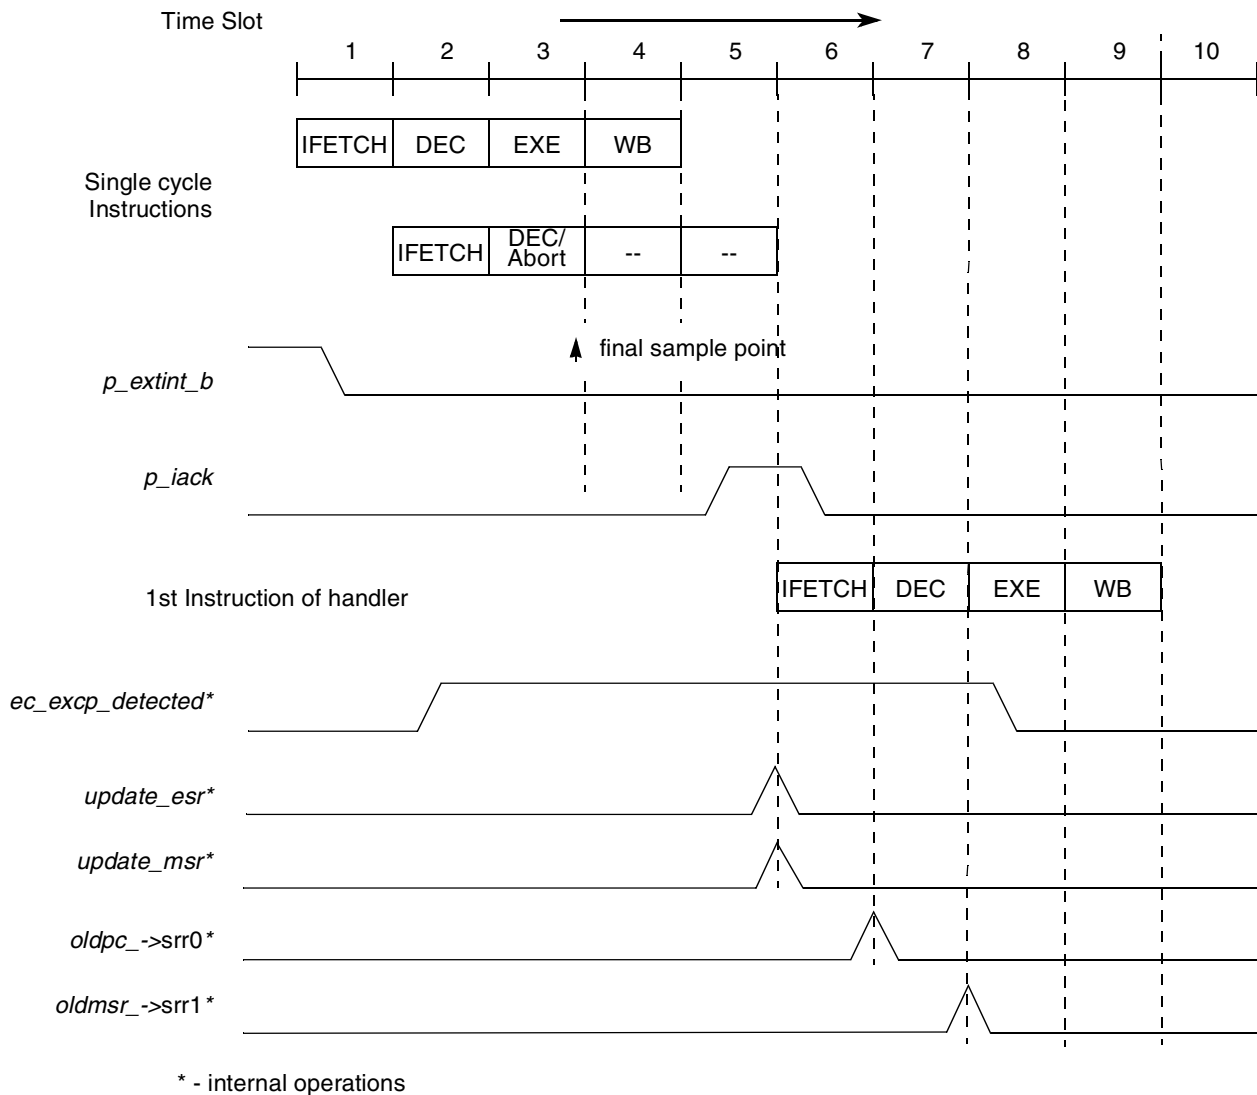 Time Slot
1 2 3 4 5 6 7 8 9 10
IFETCH DEC EXE WB
Single cycle
Instructions
IFETCH DEC/ Abort -- --
final sample point
p_extint_b
p_iack
1st Instruction of handler
IFETCH DEC EXE WB
ec_excp_detected*
update_esr*
update_msr*
oldpc_->srr0*
oldmsr_->srr1*
* - internal operations